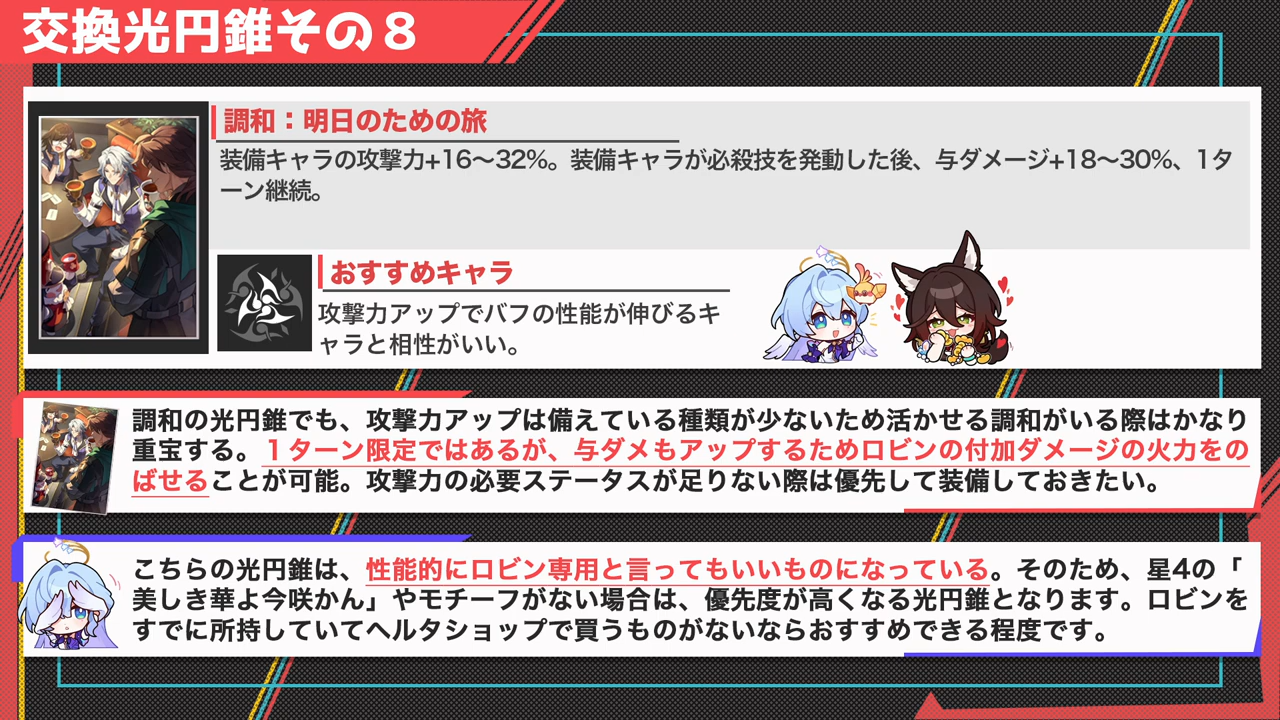 交換光円錐その８
調和：明日のための旅
装備キャラの攻撃力+16〜32%。装備キャラが必殺技を発動した後、与ダメージ+18〜30%、1タ
ーン継続。
おすすめキャラ
攻撃力アップでバフの性能が伸びるキ
ャラと相性がいい。
調和の光円錐でも、攻撃力アップは備えている種類が少ないため活かせる調和がいる際はかなり
重宝する。１ターン限定ではあるが、与ダメもアップするためロビンの付加ダメージの火力をの
ばせることが可能。攻撃力の必要ステータスが足りない際は優先して装備しておきたい。
こちらの光円錐は、性能的にロビン専用と言ってもいいものになっている。そのため、星4の「
美しき華よ今咲かん」やモチーフがない場合は、優先度が高くなる光円錐となります。ロビンを
すでに所持していてヘルタショップで買うものがないならおすすめできる程度です。